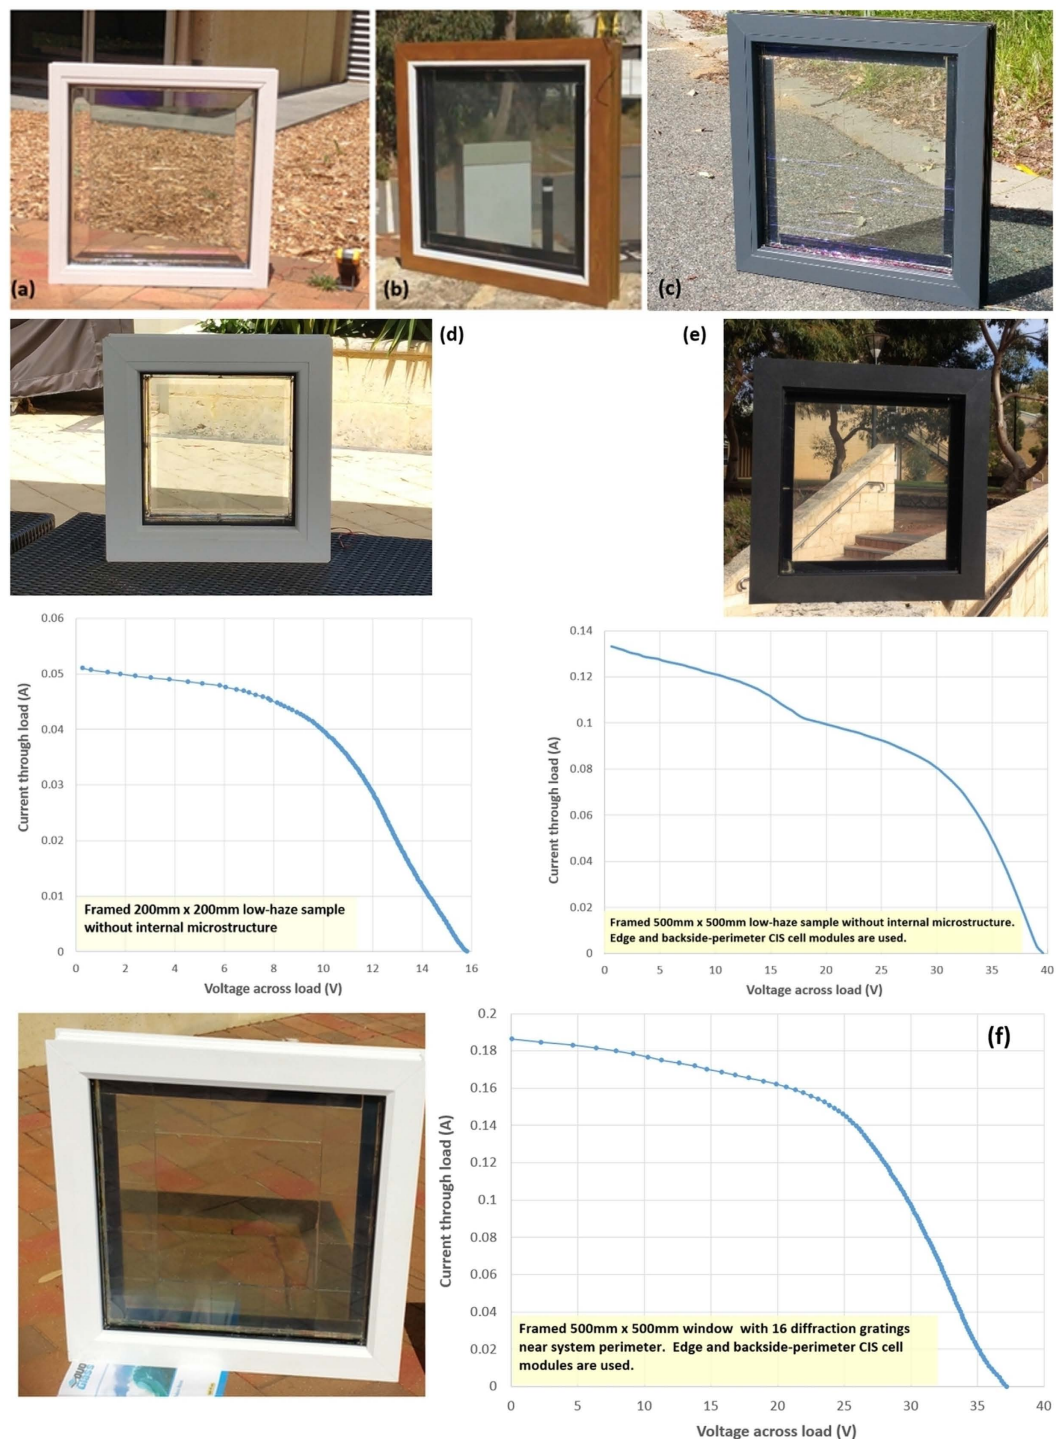 (a)
(b)
(c)
(d)
(e)
0.06
0.05
0.04
0.03
0.02
0.01
0
0
2
4
6
8
10
12
14
16
Current through load (A)
Voltage across load (V)
Framed 200mm x 200mm low-haze sample
without internal microstructure
0.14
0.12
0.1
0.08
0.06
0.04
0.02
0
0
5
10
15
20
25
30
35
40
Current through load (A)
Voltage across load (V)
Framed 500mm x 500mm low-haze sample without internal microstructure.
Edge and backside-perimeter CIS cell modules are used.
(f)
0.2
0.18
0.16
0.14
0.12
0.1
0.08
0.06
0.04
0.02
0
0
5
10
15
20
25
30
35
40
Current through load (A)
Voltage across load (V)
Framed 500mm x 500mm window with 16 diffraction gratings
near system perimeter. Edge and backside-perimeter CIS cell
modules are used.